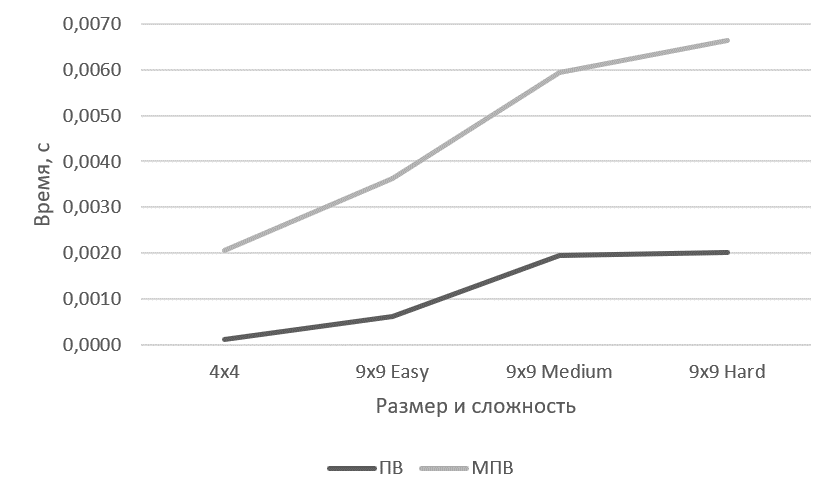 0,0070
0,0060
0,0050
0,0040
0,0030
0,0020
0,0010
0,0000
Время, с
4x4 9x9 Easy 9x9 Medium 9x9 Hard
Размер и сложность
ПВ МПВ